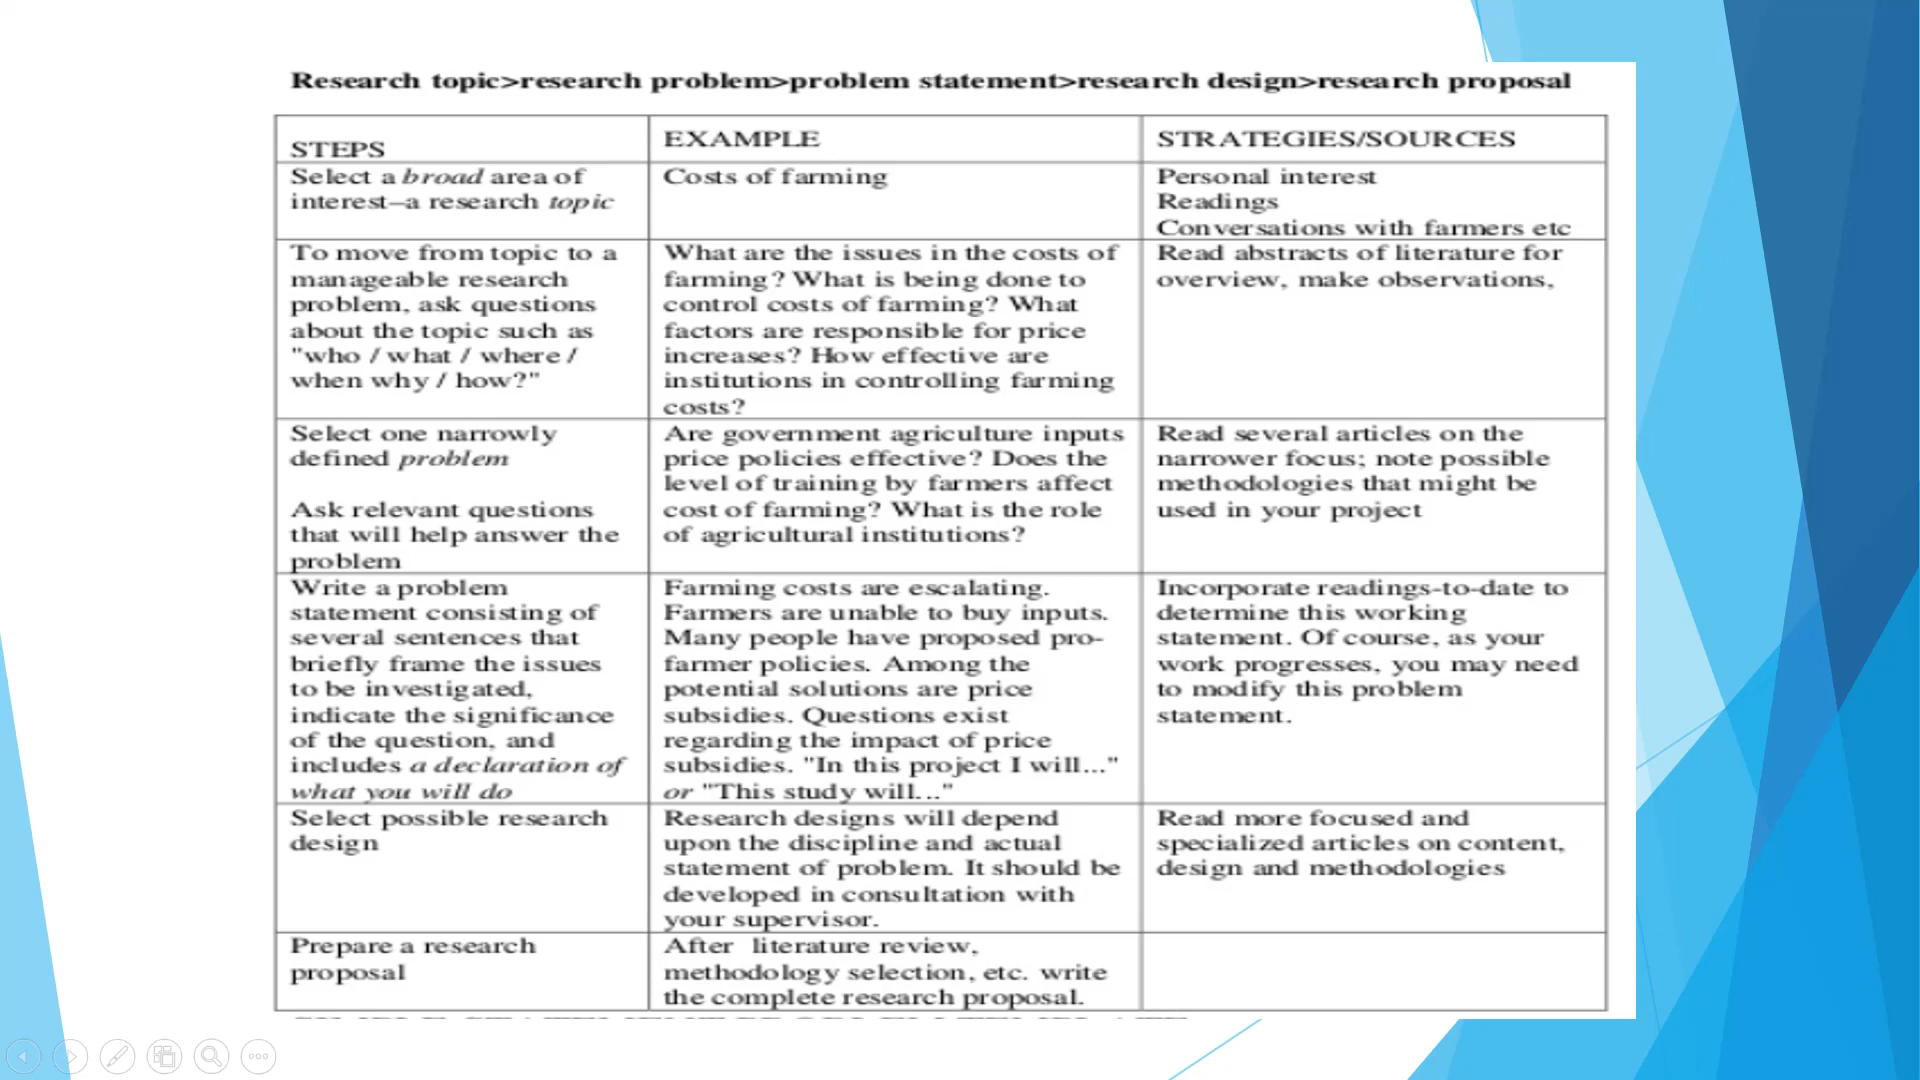 Research topic>research problem>problem statement>research design>research proposal
STEPS
EXAMPLE
STRATEGIES/SOURCES
Select a broad area of
interest–a research topic
Costs of farming
Personal interest
Readings
Conversations with farmers etc
To move from topic to a
manageable research
problem, ask questions
about the topic such as
"who / what / where /
when why / how?"
What are the issues in the costs of
farming? What is being done to
control costs of farming? What
factors are responsible for price
increases? How effective are
institutions in controlling farming
costs?
Read abstracts of literature for
overview, make observations,
Select one narrowly
defined problem
Ask relevant questions
that will help answer the
problem
Are government agriculture inputs
price policies effective? Does the
level of training by farmers affect
cost of farming? What is the role
of agricultural institutions?
Read several articles on the
narrower focus; note possible
methodologies that might be
used in your project
Write a problem
statement consisting of
several sentences that
briefly frame the issues
to be investigated,
indicate the significance
of the question, and
includes a declaration of
what you will do
Farming costs are escalating.
Farmers are unable to buy inputs.
Many people have proposed pro-
farmer policies. Among the
potential solutions are price
subsidies. Questions exist
regarding the impact of price
subsidies. "In this project I will..."
or "This study will..."
Incorporate readings-to-date to
determine this working
statement. Of course, as your
work progresses, you may need
to modify this problem
statement.
Select possible research
design
Research designs will depend
upon the discipline and actual
statement of problem. It should be
developed in consultation with
your supervisor.
Read more focused and
specialized articles on content,
design and methodologies
Prepare a research
proposal
After literature review,
methodology selection, etc. write
the complete research proposal.